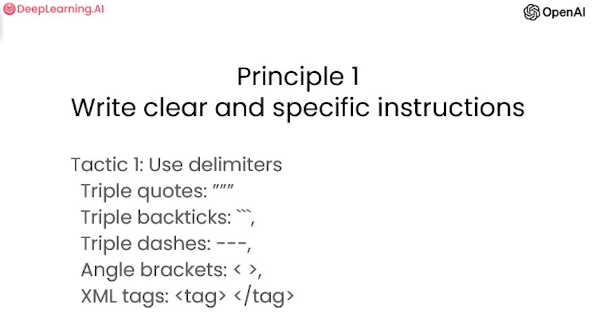 DeepLearning.AI
OpenAI
Principle 1
Write clear and specific instructions
Tactic 1: Use delimiters
Triple quotes: ”””
Triple backticks: ```,
Triple dashes: ---,
Angle brackets: < >,
XML tags: <tag> </tag>